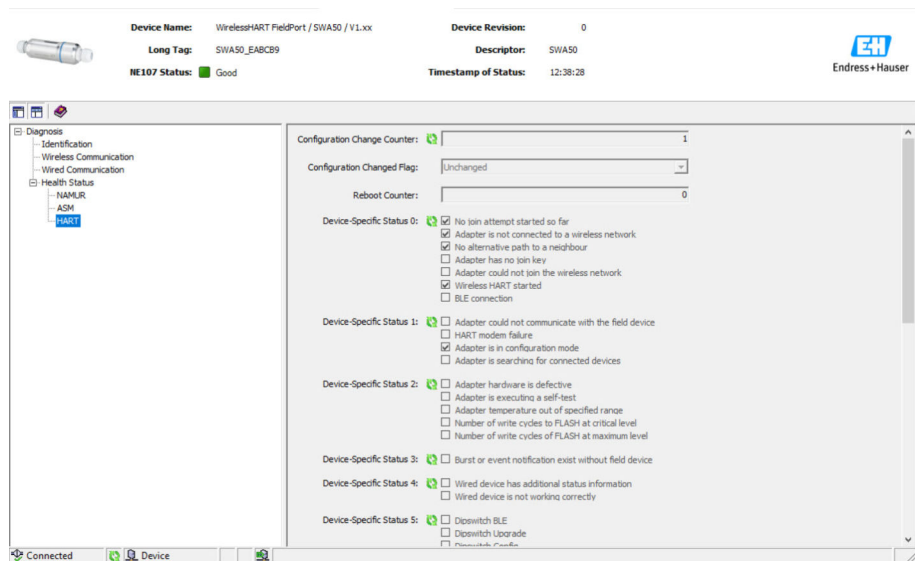 Device Name: WirelessHART FieldPort / SWA50 / V1.xx Device Revision: 0
Long Tag: SWA50_EABCB9 Descriptor: SWA50
NE107 Status: Good Timestamp of Status: 12:38:28
EH
Endress+Hauser
Diagnosis
Identification
Wireless Communication
Wired Communication
Health Status
NAMUR
ASM
HART
Configuration Change Counter: 1
Configuration Changed Flag: Unchanged
Reboot Counter: 0
Device-Specific Status 0: No join attempt started so far
Adapter is not connected to a wireless network
No alternative path to a neighbour
Adapter has no join key
Adapter could not join the wireless network
Wireless HART started
BLE connection
Device-Specific Status 1: Adapter could not communicate with the field device
HART modem failure
Adapter is in configuration mode
Adapter is searching for connected devices
Device-Specific Status 2: Adapter hardware is defective
Adapter is executing a self-test
Adapter temperature out of specified range
Number of write cycles to FLASH at critical level
Number of write cycles of FLASH at maximum level
Device-Specific Status 3: Burst or event notification exist without field device
Device-Specific Status 4: Wired device has additional status information
Wired device is not working correctly
Device-Specific Status 5: Dipswitch BLE
Dipswitch Upgrade
Dipswitch Config
Connected Device